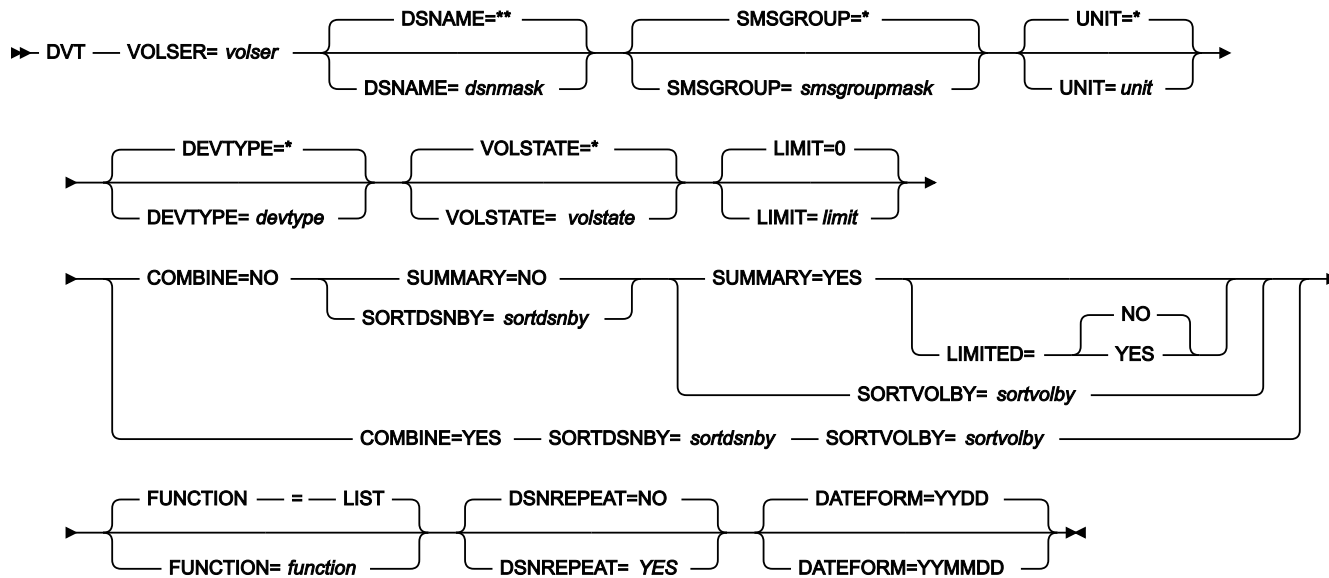 DSNAME=** SMSGROUP=* UNIT=*
DVT VOLSER= volser
DSNAME= dsnmask SMSGROUP= smsgroupmask UNIT= unit
DEVTYPE=* VOLSTATE=* LIMIT=0
DEVTYPE= devtype VOLSTATE= volstate LIMIT= limit
COMBINE=NO SUMMARY=NO SUMMARY=YES
SORTDSNBY= sortdsnby NO
LIMITED= YES
SORTVOLBY= sortvolby
COMBINE=YES SORTDSNBY= sortdsnby SORTVOLBY= sortvolby
FUNCTION = LIST DSNREPEAT=NO DATEFORM=YYDD
FUNCTION= function DSNREPEAT= YES DATEFORM=YYMMDD